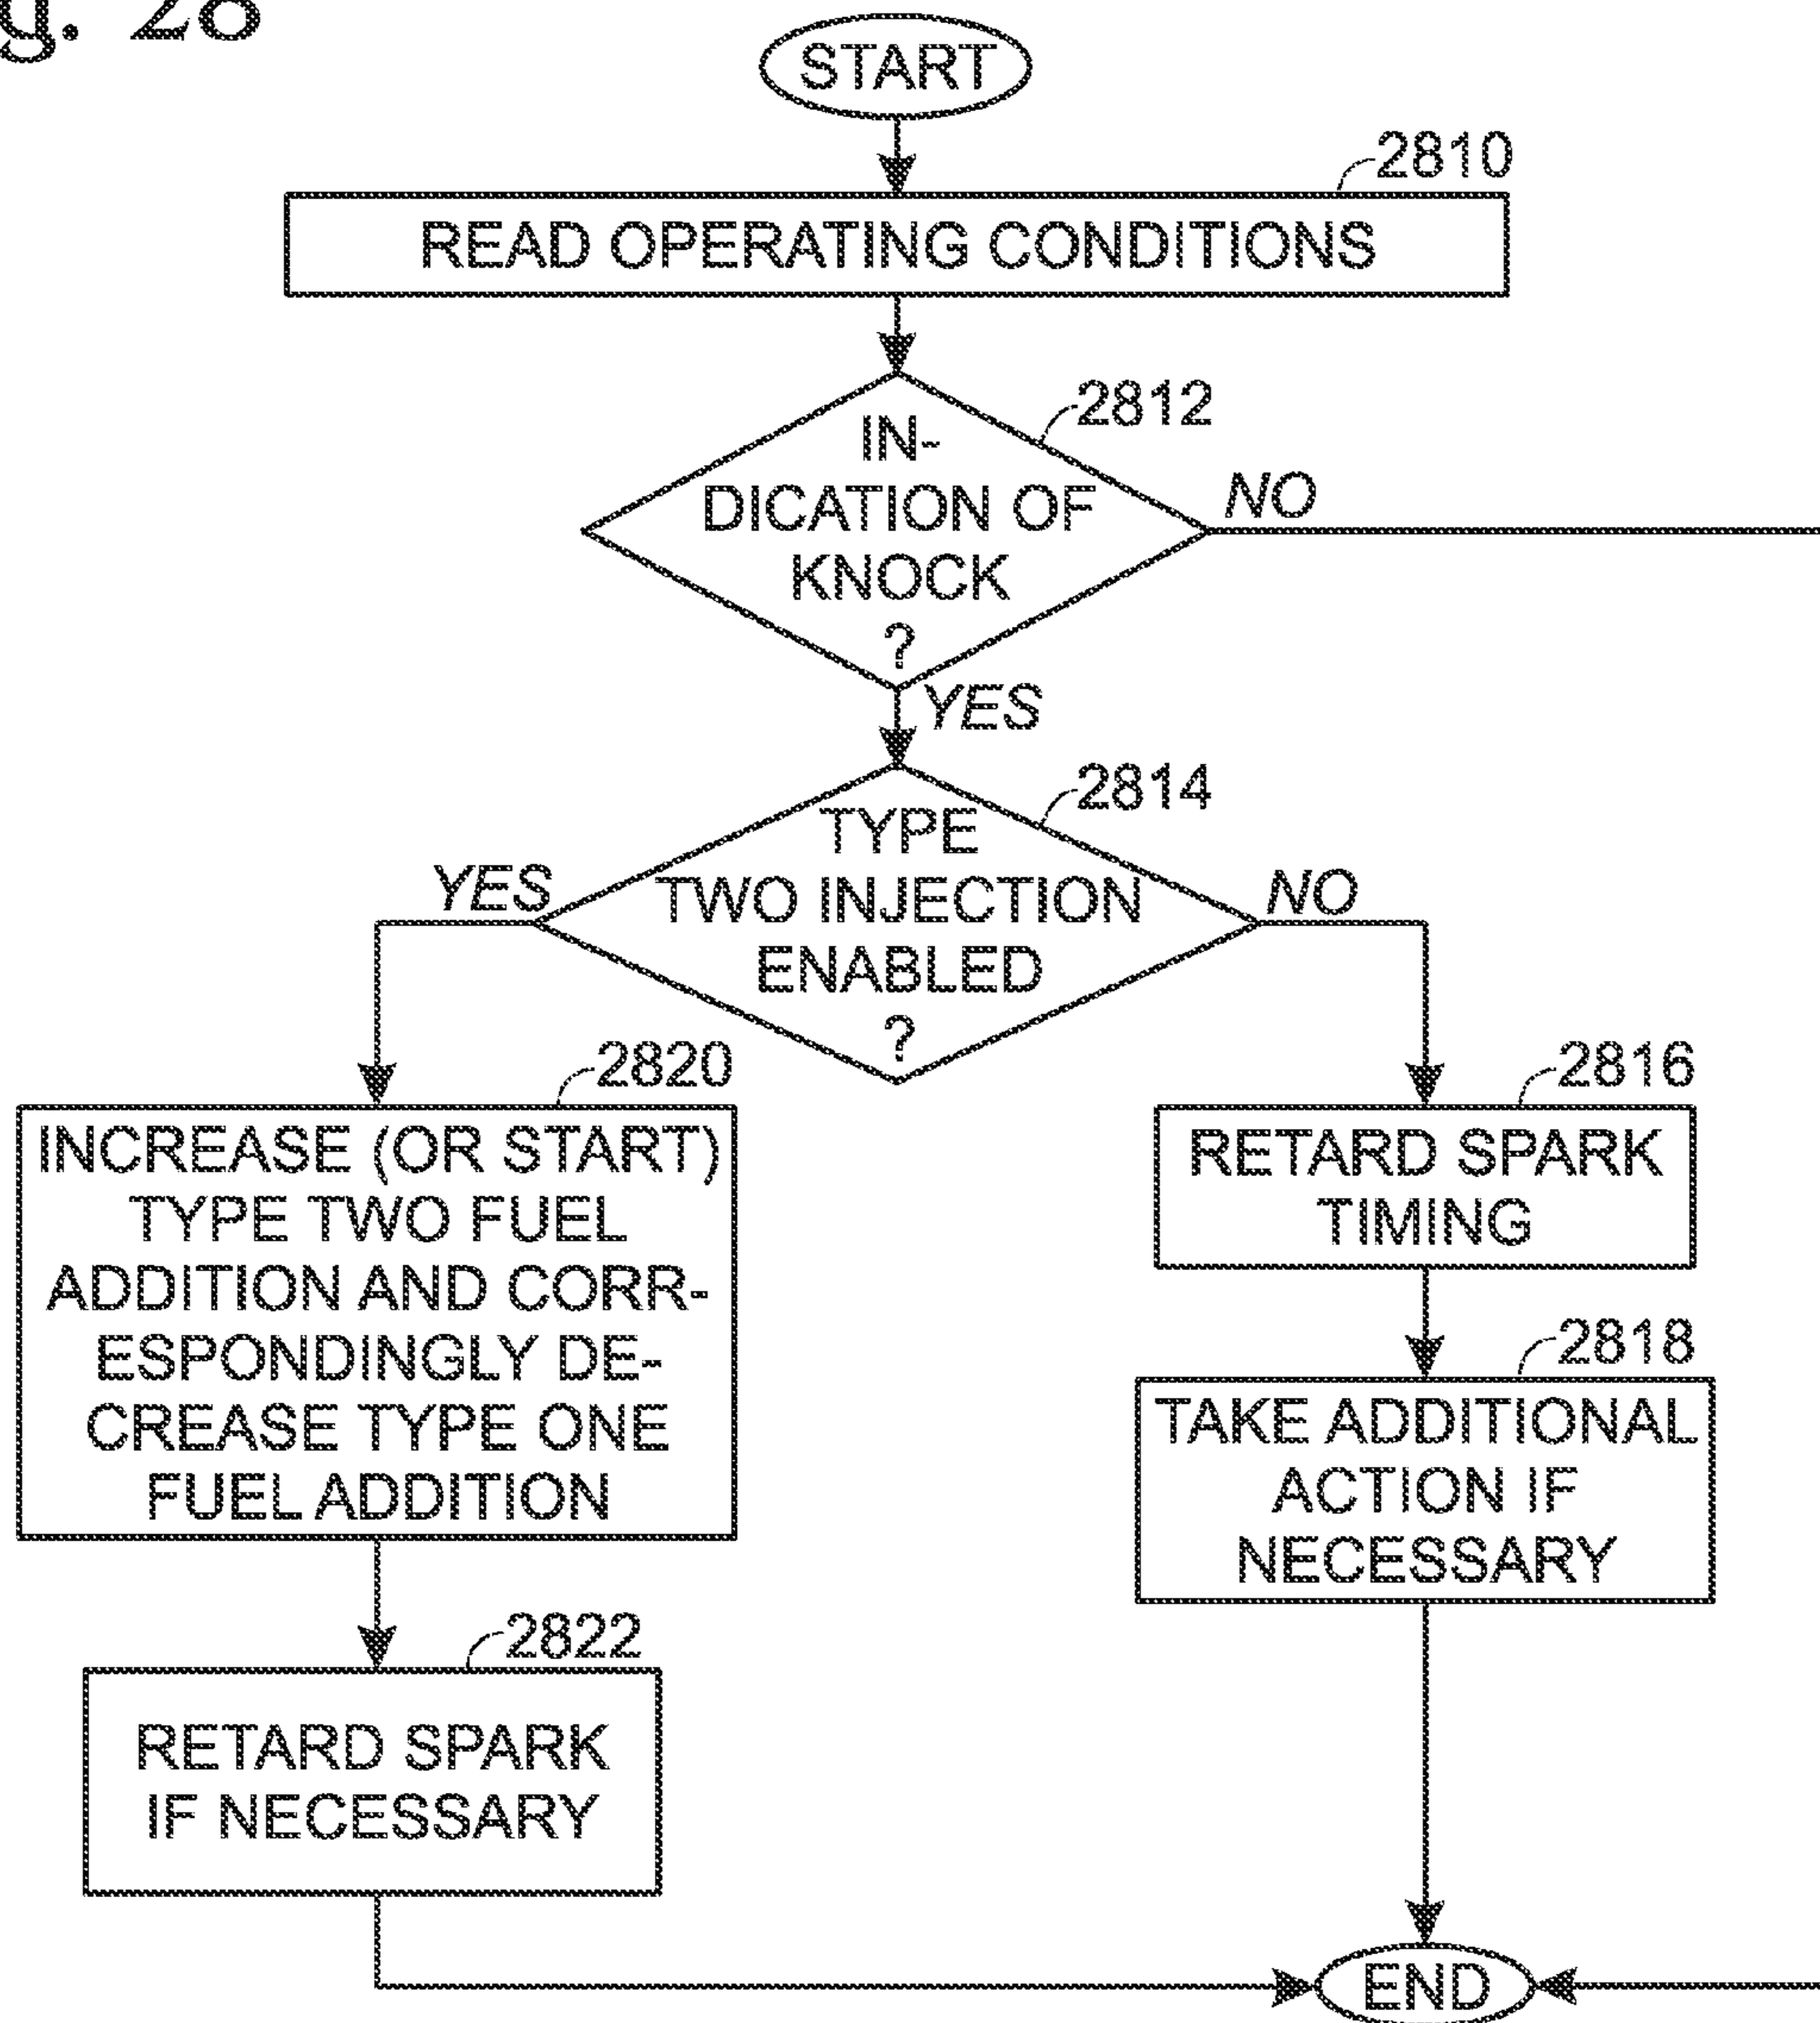 g. 28
START
2810
READ OPERATING CONDITIONS
2812
IN-
DICATION OF
KNOCK
?
NO
YES
2814
TYPE
TWO INJECTION
ENABLED
?
YES
NO
2820
INCREASE (OR START)
TYPE TWO FUEL
ADDITION AND CORR-
ESPONDINGLY DE-
CREASE TYPE ONE
FUEL ADDITION
2816
RETARD SPARK
TIMING
2818
TAKE ADDITIONAL
ACTION IF
NECESSARY
2822
RETARD SPARK
IF NECESSARY
END